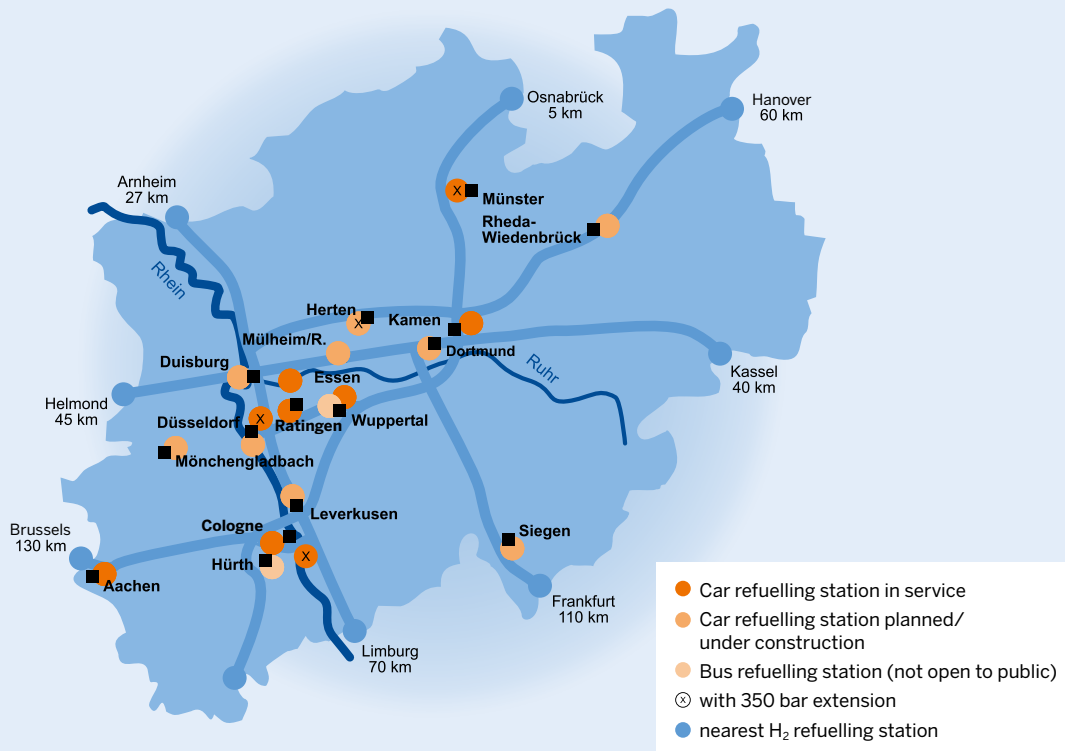 Osnabrück
5 km
Hanover
60 km
Arnheim
27 km
x
Münster
Rheda-
Wiedenbrück
Rhein
Herten
x
Kamen
Mülheim/R.
Dortmund
Duisburg
Essen
Ruhr
Kassel
40 km
Helmond
45 km
Düsseldorf
x
Ratingen
Wuppertal
Mönchengladbach
Leverkusen
Cologne
x
Siegen
Brussels
130 km
Hürth
Aachen
Frankfurt
110 km
Limburg
70 km
Car refuelling station in service
Car refuelling station planned/
under construction
Bus refuelling station (not open to public)
x with 350 bar extension
nearest H₂ refuelling station